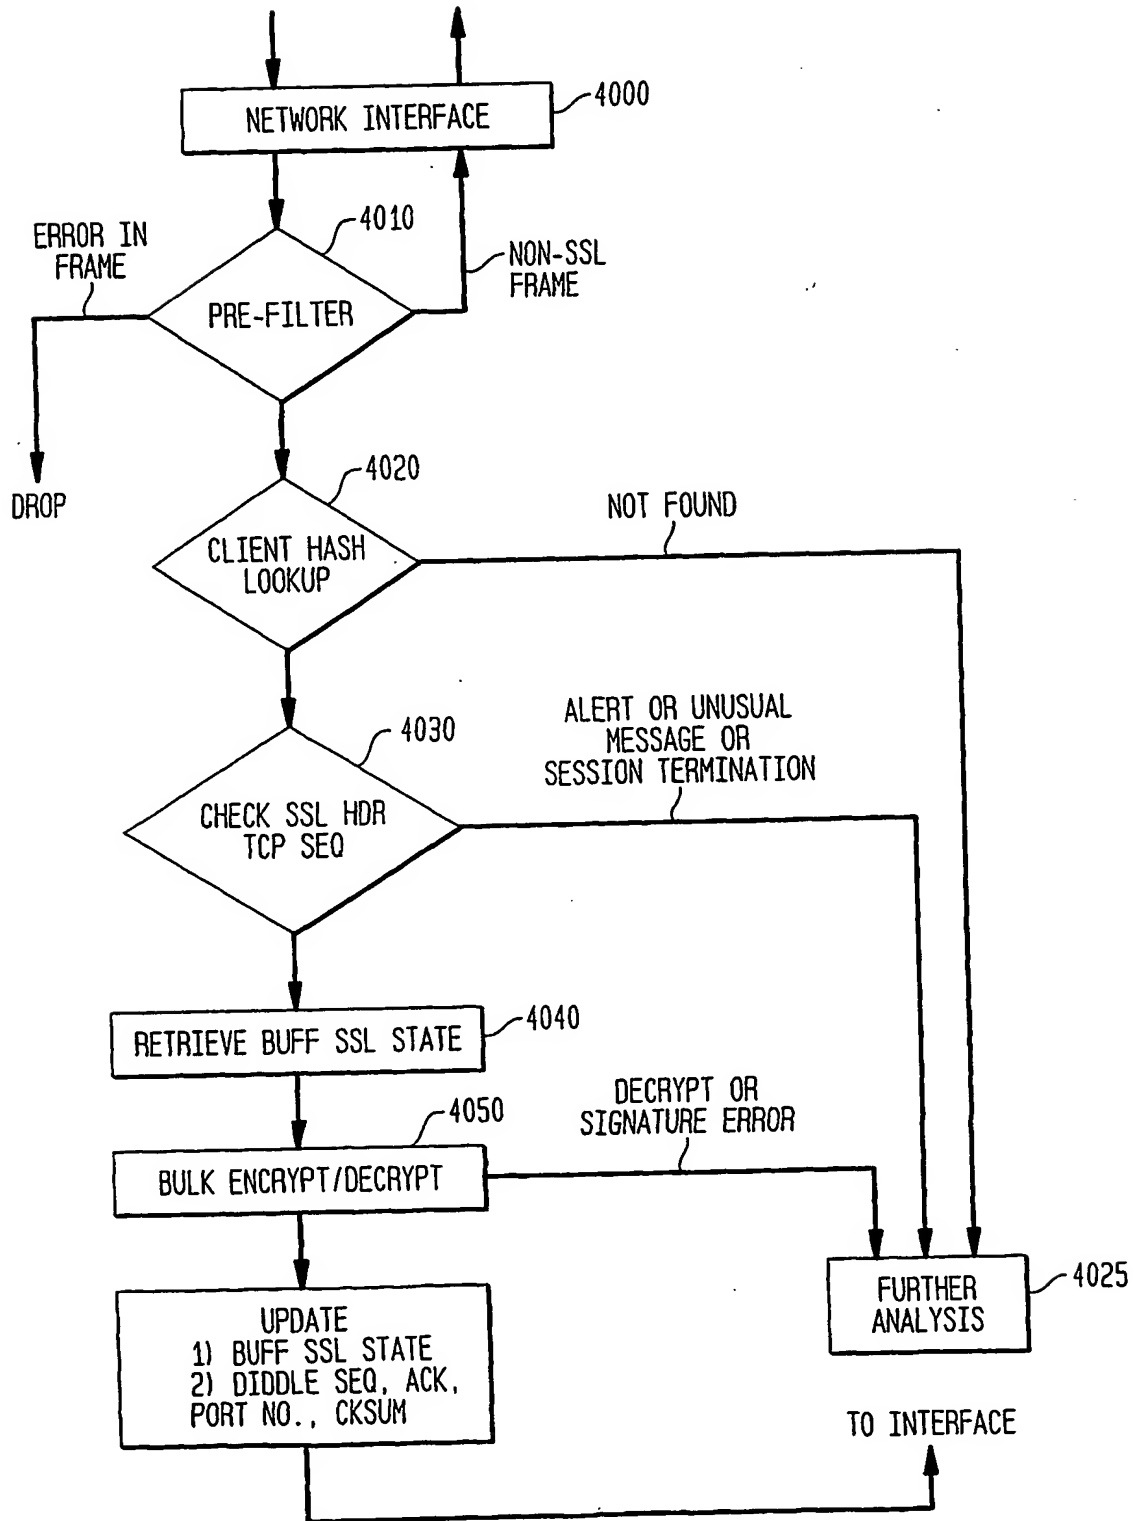 4000
NETWORK INTERFACE
4010
ERROR IN
FRAME
NON-SSL
FRAME
PRE-FILTER
4020
DROP
NOT FOUND
CLIENT HASH
LOOKUP
4030
ALERT OR UNUSUAL
MESSAGE OR
SESSION TERMINATION
CHECK SSL HDR
TCP SEQ
4040
RETRIEVE BUFF SSL STATE
4050
DECRYPT OR
SIGNATURE ERROR
BULK ENCRYPT/DECRYPT
4025
FURTHER
ANALYSIS
UPDATE
1) BUFF SSL STATE
2) DIDDLE SEQ, ACK,
PORT NO., CKSUM
TO INTERFACE